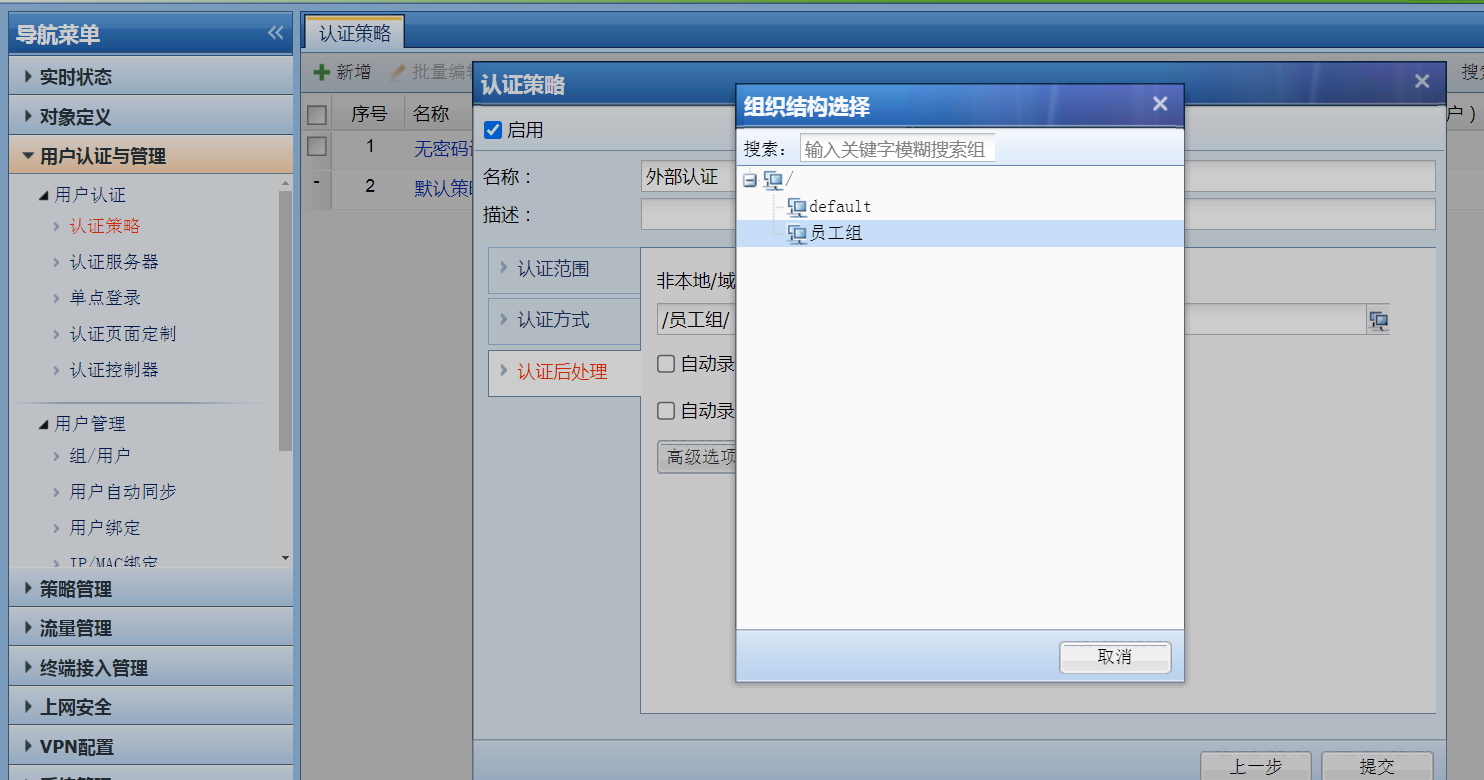 导航菜单
实时状态
对象定义
用户认证与管理
用户认证
认证策略
认证服务器
单点登录
认证页面定制
认证控制器
用户管理
组/用户
用户自动同步
用户绑定
IP/MAC绑定
策略管理
流量管理
终端接入管理
上网安全
VPN配置
认证策略
新增 批量编辑
序号 名称
1 无密码
- 2 默认策略
认证策略
启用
名称：
外部认证
描述：
认证范围
认证方式
认证后处理
非本地/域
/员工组/
自动录
自动录
高级选项
上一步
提交
组织结构选择
搜索：
输入关键字模糊搜索组
/
default
员工组
取消
户 )